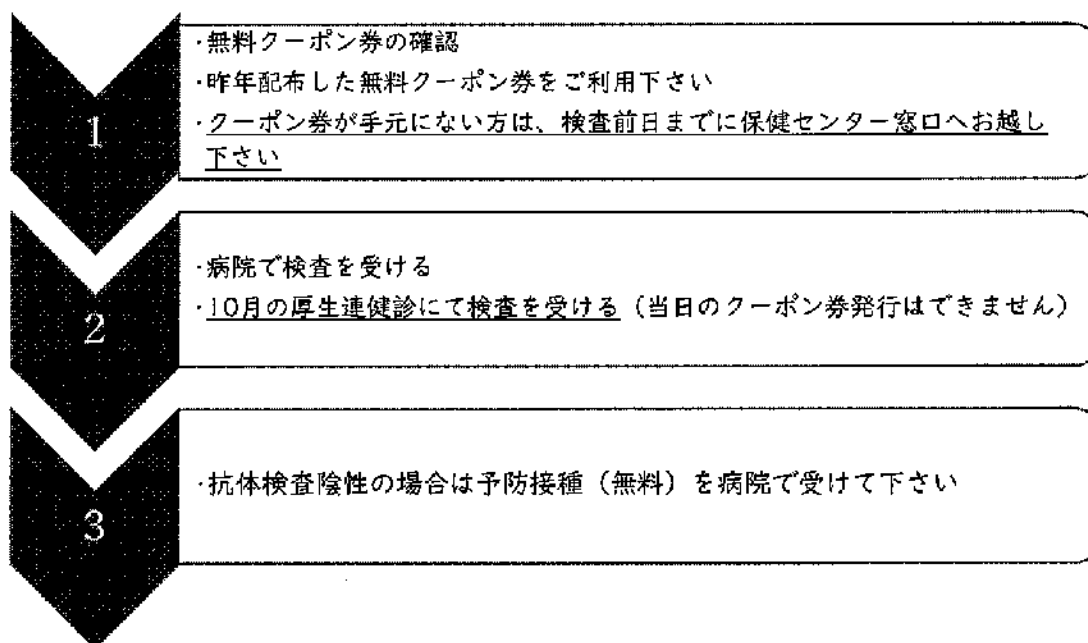 1
・無料クーポン券の確認
・昨年配布した無料クーポン券をご利用下さい
・クーポン券が手元にない方は、検査前日までに保健センター窓口へお越し
下さい
2
・病院で検査を受ける
・10月の厚生連健診にて検査を受ける（当日のクーポン券発行はできません）
3
・抗体検査陰性の場合は予防接種（無料）を病院で受けて下さい